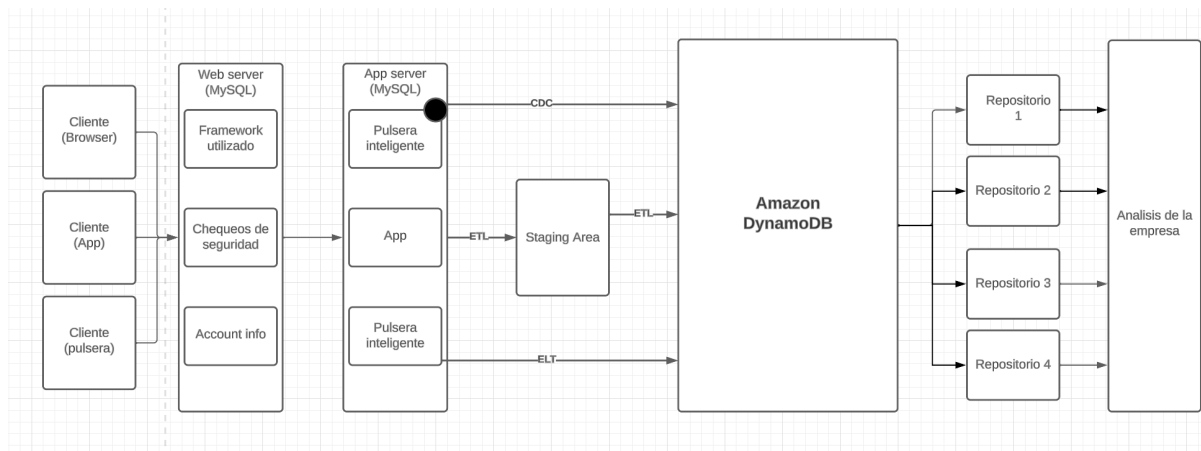 Cliente
(Browser)
Cliente
(App)
Cliente
(pulsera)
Web server
(MySQL)
Framework
utilizado
Chequeos de
seguridad
Account info
App server
(MySQL)
Pulsera
inteligente
App
Pulsera
inteligente
CDC
ETL
Staging Area
ETL
ELT
Amazon
DynamoDB
Repositorio
1
Repositorio 2
Repositorio 3
Repositorio 4
Analisis de la
empresa